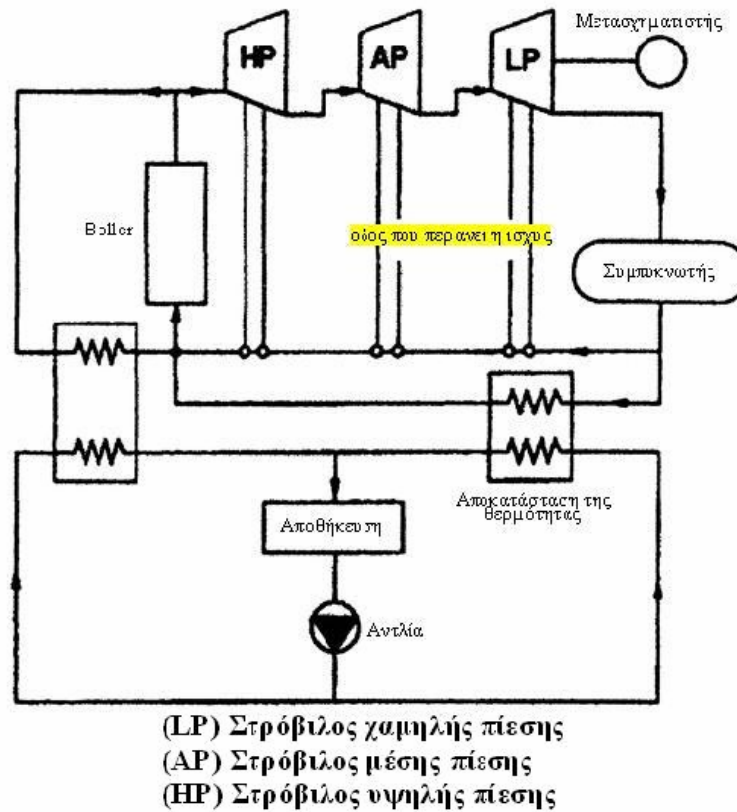 Μετασχηματιστής
HP
AP
LP
Boiler
οδος που περανει η ισχυς
Συμπυκνωτής
Αποκατάσταση της
θερμότητας
Αποθήκευση
Αντλία
(LP) Στρόβιλος χαμηλής πίεσης
(AP) Στρόβιλος μέσης πίεσης
(HP) Στρόβιλος υψηλής πίεσης